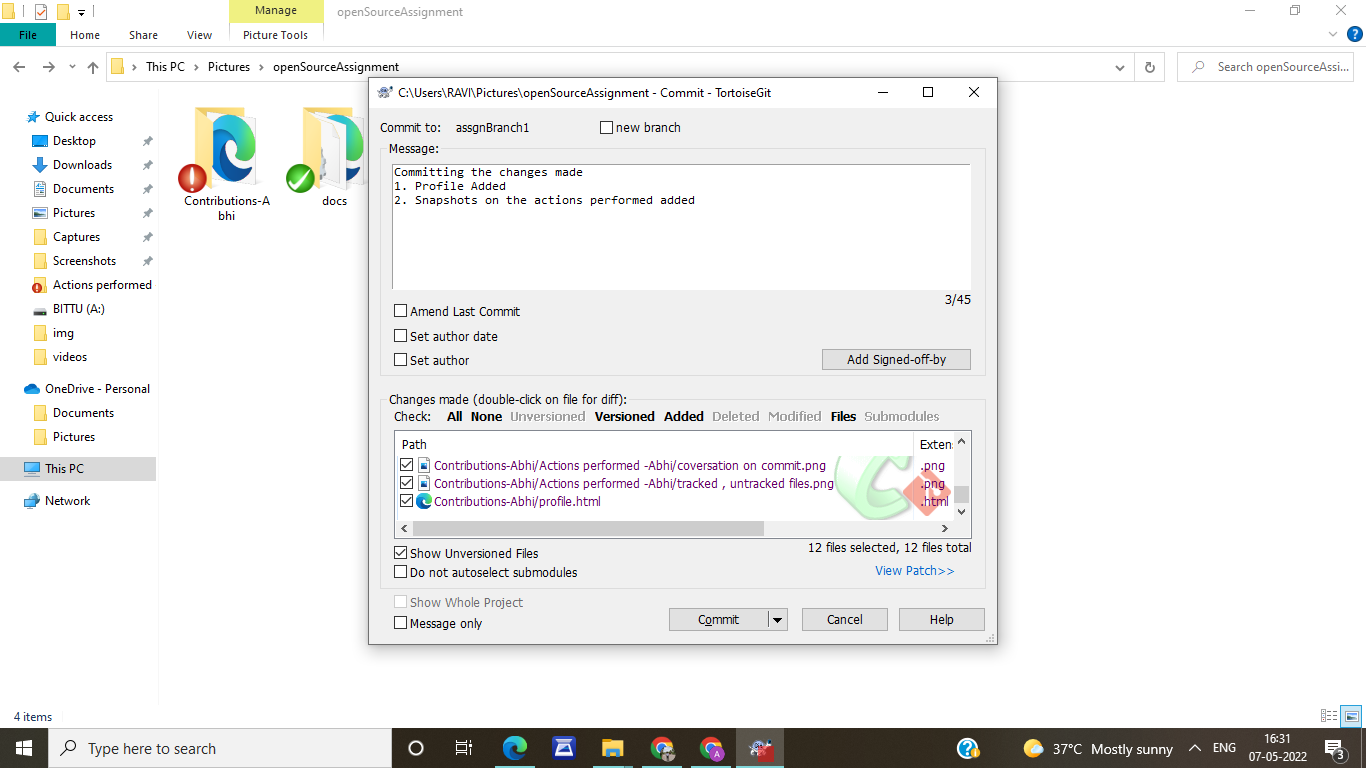 Manage
openSourceAssignment
File
Home
Share
View
Picture Tools
This PC
Pictures
openSourceAssignment
Search openSourceAssi...
Quick access
Desktop
Downloads
Documents
Pictures
Captures
Screenshots
Actions performed
BITTU (A:)
img
videos
OneDrive - Personal
Documents
Pictures
This PC
Network
Contributions-A
bhi
docs
C:\Users\RAVI\Pictures\openSourceAssignment - Commit - TortoiseGit
Commit to: assgnBranch1 new branch
Message:
Committing the changes made
1. Profile Added
2. Snapshots on the actions performed added
3/45
Amend Last Commit
Set author date
Set author
Add Signed-off-by
Changes made (double-click on file for diff):
Check: All None Unversioned Versioned Added Deleted Modified Files Submodules
Path Exten:
Contributions-Abhi/Actions performed -Abhi/coversation on commit.png .png
Contributions-Abhi/Actions performed -Abhi/tracked , untracked files.png .png
Contributions-Abhi/profile.html .html
Show Unversioned Files
12 files selected, 12 files total
Do not autoselect submodules
View Patch>>
Show Whole Project
Message only
Commit
Cancel
Help
4 items
Type here to search
37°C Mostly sunny
ENG
16:31
07-05-2022
3